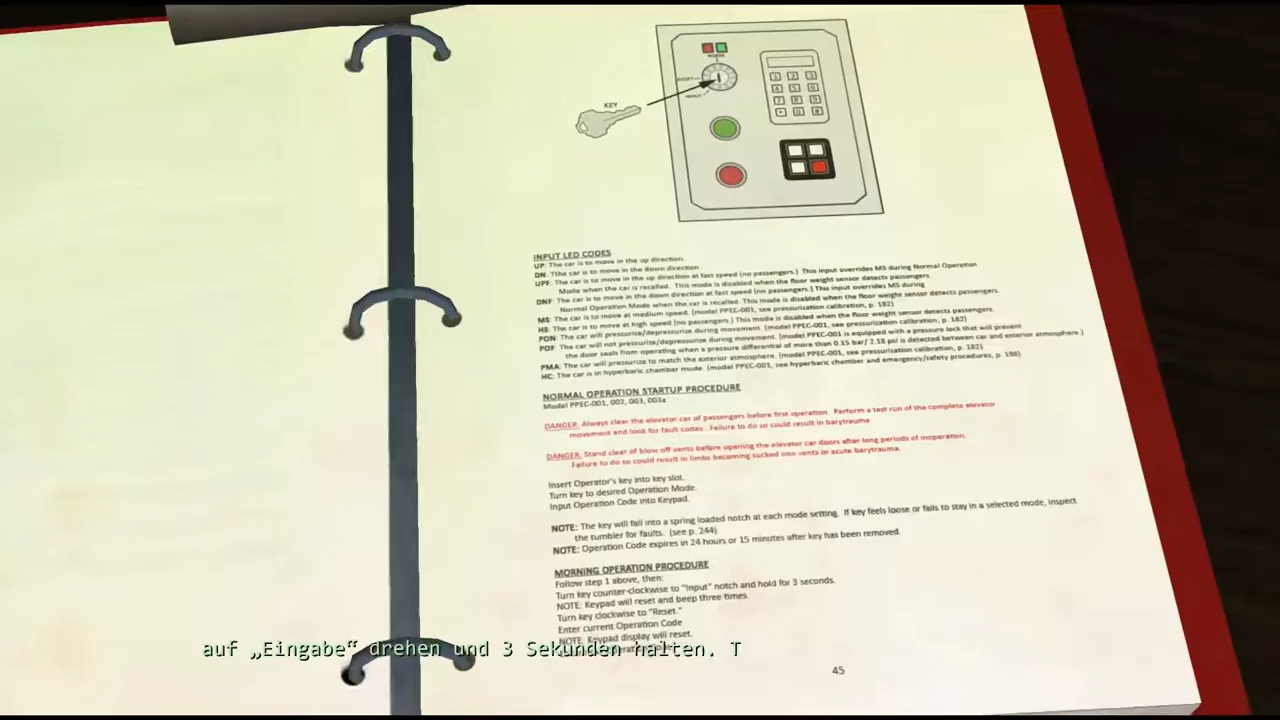 NORM
RESET
INPUT
KEY
1 2 3
4 5 6
7 8 9
* 0 #
INPUT LED CODES
UP: The car is to move in the up direction.
DN: The car is to move in the down direction.
UPF: The car is to move in the up direction at fast speed (no passengers.) This input overrides MS during Normal Operation
Mode when the car is recalled. This mode is disabled when the floor weight sensor detects passengers
DNF: The car is to move in the down direction at fast speed (no passengers.) This input overrides MS during
Normal Operation Mode when the car is recalled. This mode is disabled when the floor weight sensor detects passengers.
MS: The car is to move at medium speed. (model PPEC-001, see pressurization calibration, p. 182)
HS: The car is to move at high speed (no passengers.) This mode is disabled when the floor weight sensor detects passengers.
PON: The car will pressurize/depressurize during movement. (model PPEC-001, see pressurization calibration, p. 182)
POF: The car will not pressurize/depressurize during movement. (model PPEC-001 is equipped with a pressure lock that will prevent
the door seals from operating when a pressure differential of more than 0.15 bar/ 2.18 psi is detected between car and exterior atmosphere.)
PMA: The car will pressurize to match the exterior atmosphere. (model PPEC-001, see pressurization calibration, p. 182)
HC: The car is in hyperbaric chamber mode. (model PPEC-001, see hyperbaric chamber and emergency/safety procedures, p. 198)
NORMAL OPERATION STARTUP PROCEDURE
Model PPEC-001, 002, 003, 003a
DANGER. Always clear the elevator car of passengers before first operation. Perform a test run of the complete elevator
movement and look for fault codes. Failure to do so could result in barytrauma
DANGER. Stand clear of blow off vents before opening the elevator car doors after long periods of inoperation.
Failure to do so could result in limbs becoming sucked into vents or acute barytrauma.
Insert Operator's key into key slot.
Turn key to desired Operation Mode.
Input Operation Code into Keypad.
NOTE: The key will fall into a spring loaded notch at each mode setting. If key feels loose or fails to stay in a selected mode, inspect
the tumbler for faults. (see p. 244)
NOTE: Operation Code expires in 24 hours or 15 minutes after key has been removed.
MORNING OPERATION PROCEDURE
Follow step 1 above, then:
Turn key counter-clockwise to "Input" notch and hold for 3 seconds.
NOTE: Keypad will reset and beep three times.
Turn key clockwise to "Reset."
Enter current Operation Code
NOTE: Keypad display will reset.
auf „Eingabe“ drehen und 3 Sekunden halten. T
45